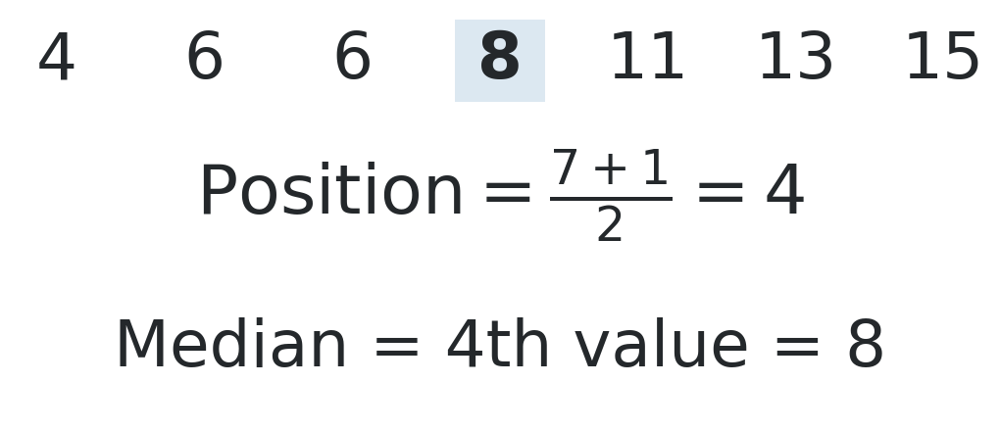 4 6 6 8 11 13 15
Position = (7 + 1)/2 = 4
Median = 4th value = 8